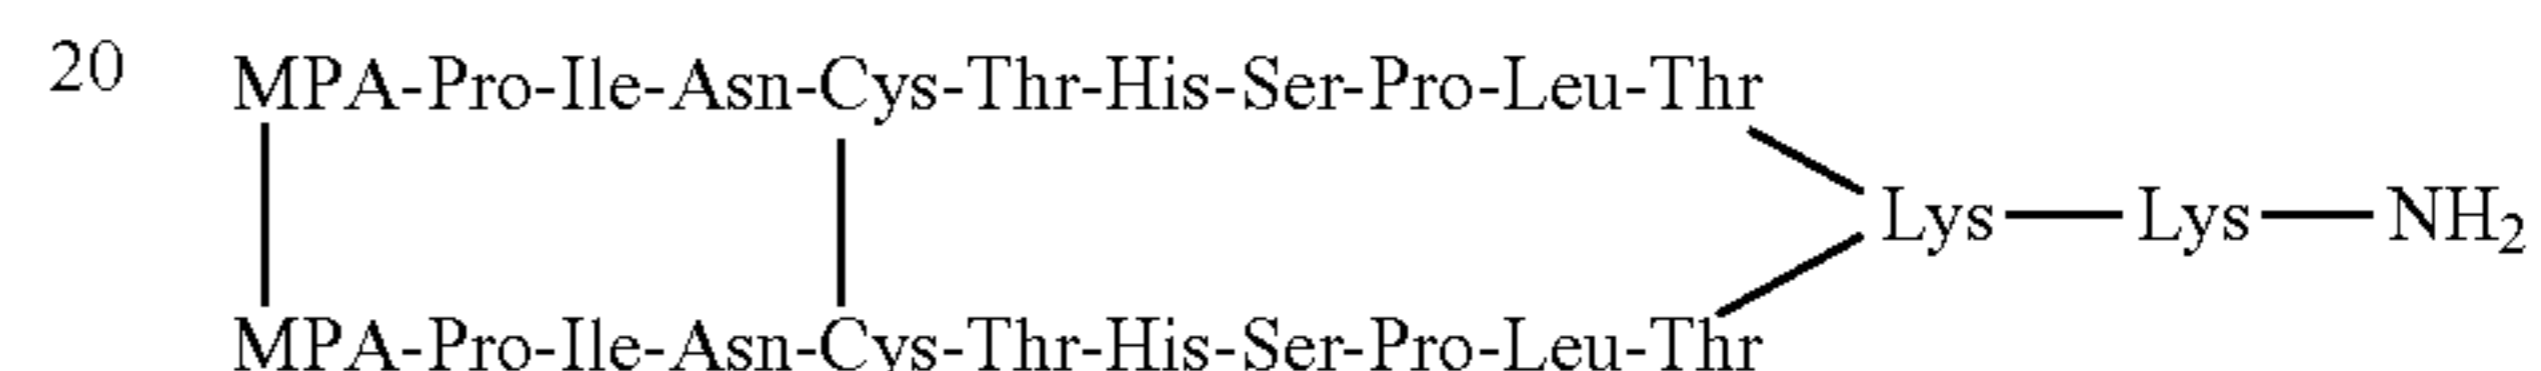 20 MPA-Pro-Ile-Asn-Cys-Thr-His-Ser-Pro-Leu-Thr
Lys—Lys—NH₂
MPA-Pro-Ile-Asn-Cys-Thr-His-Ser-Pro-Leu-Thr